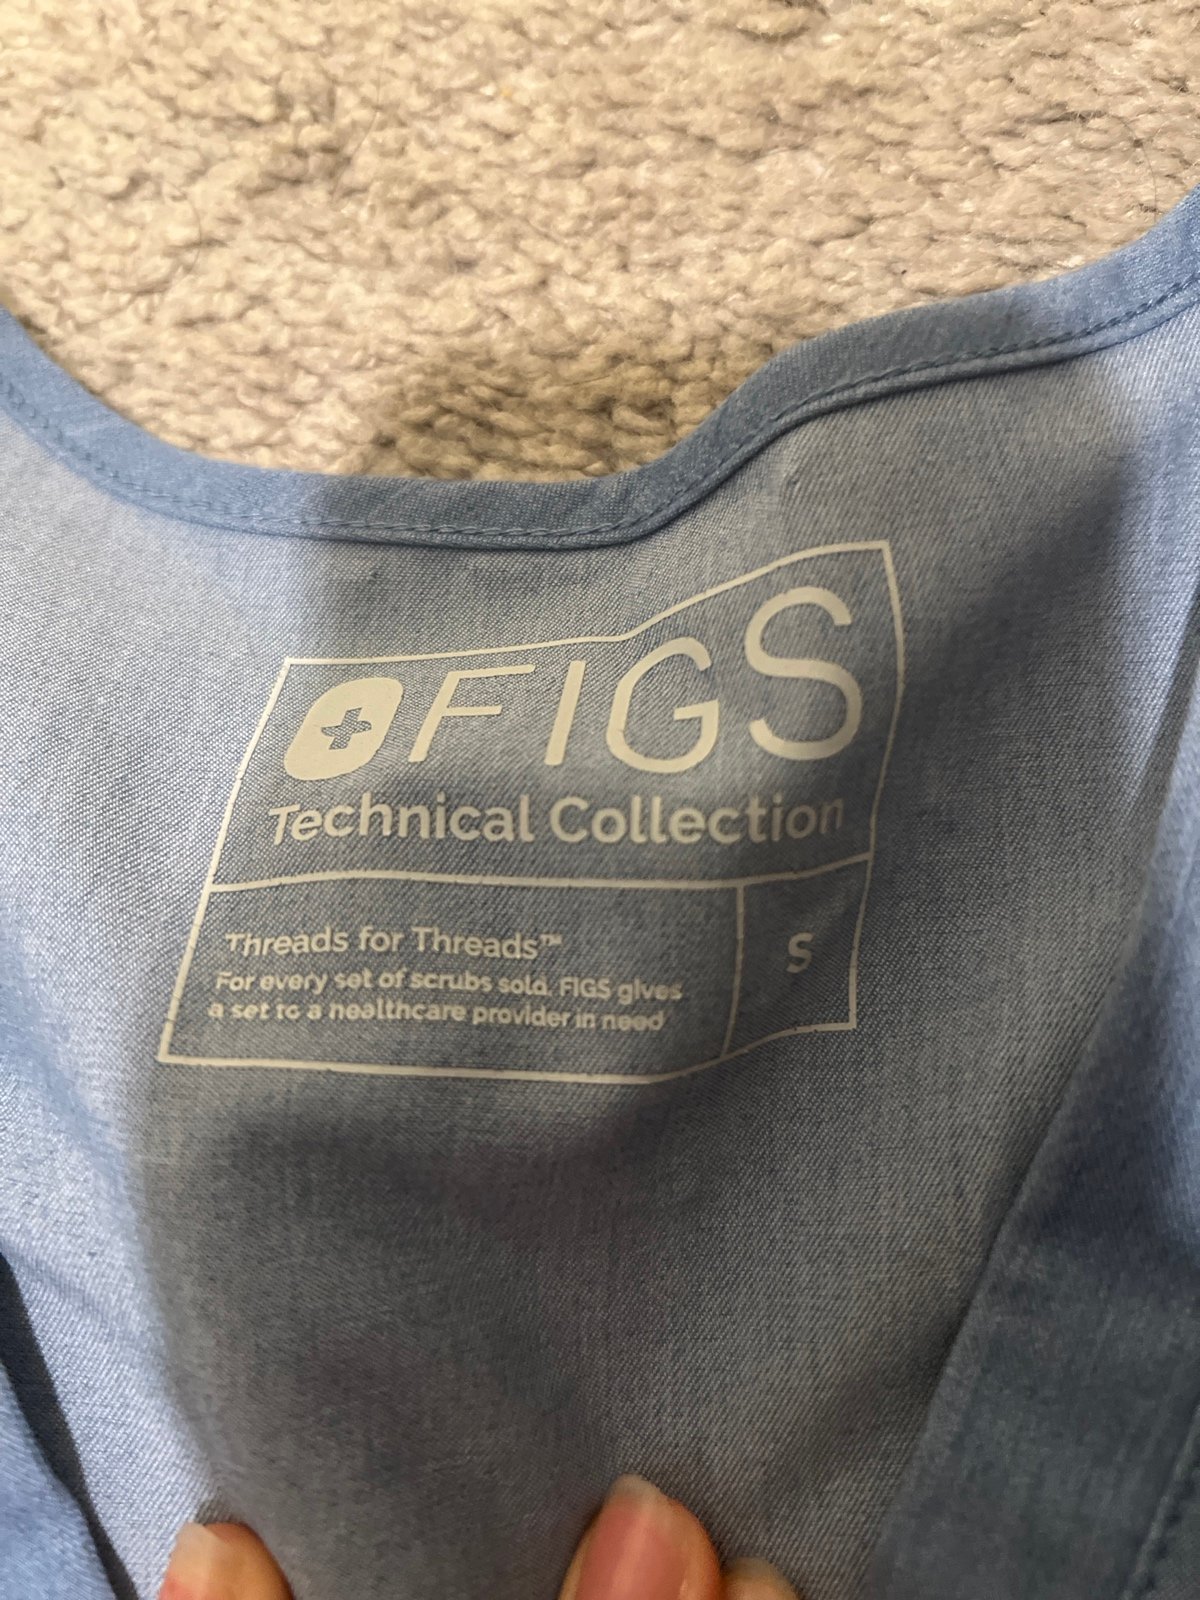 FIGS
Technical Collection
Threads for Threads™
For every set of scrubs sold, FIGS gives
a set to a healthcare provider in need
S